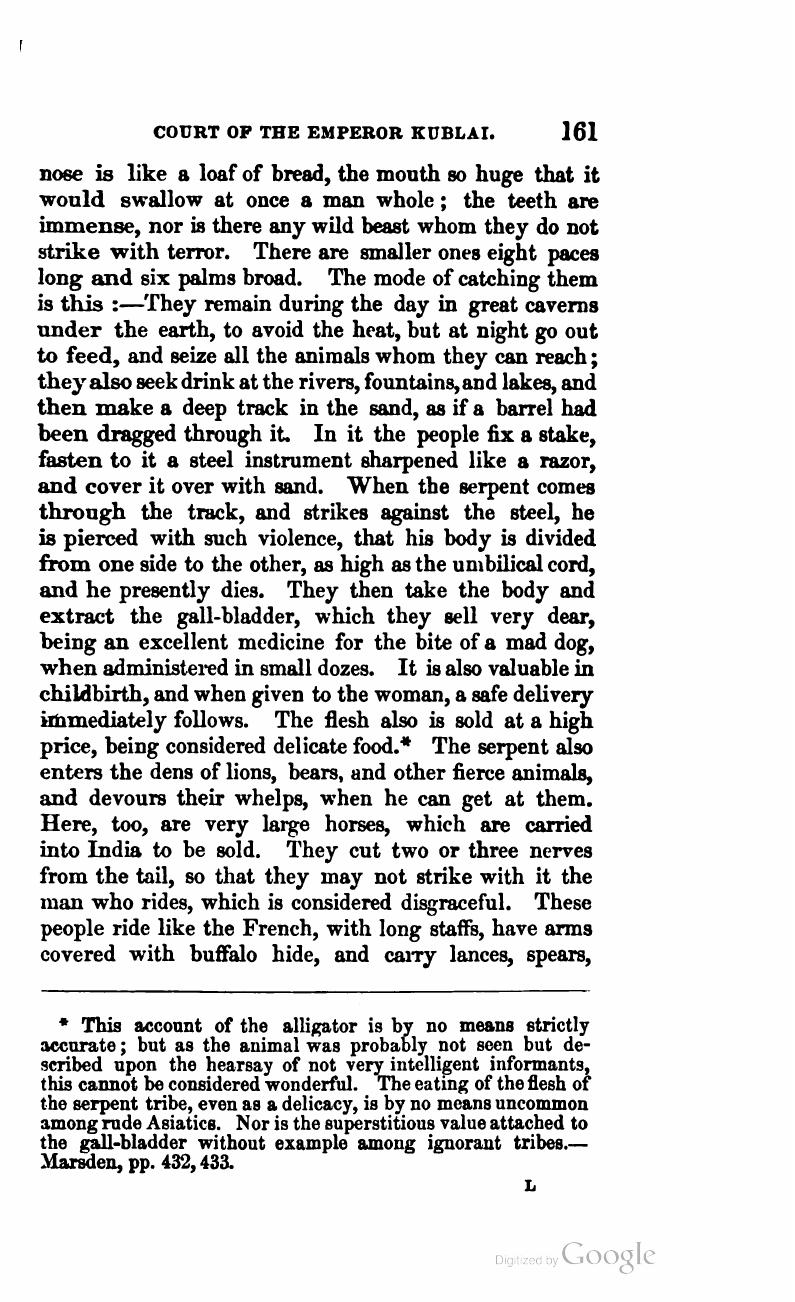 COURT OF THE EMPEROR KUBLAI. 161
nose is like a loaf of bread, the mouth so huge that it
would swallow at once a man whole; the teeth are
immense, nor is there any wild beast whom they do not
strike with terror. There are smaller ones eight paces
long and six palms broad. The mode of catching them
is this :—They remain during the day in great caverns
under the earth, to avoid the heat, but at night go out
to feed, and seize all the animals whom they can reach;
they also seek drink at the rivers, fountains, and lakes, and
then make a deep track in the sand, as if a barrel had
been dragged through it. In it the people fix a stake,
fasten to it a steel instrument sharpened like a razor,
and cover it over with sand. When the serpent comes
through the track, and strikes against the steel, he
is pierced with such violence, that his body is divided
from one side to the other, as high as the umbilical cord,
and he presently dies. They then take the body and
extract the gall-bladder, which they sell very dear,
being an excellent medicine for the bite of a mad dog,
when administered in small dozes. It is also valuable in
childbirth, and when given to the woman, a safe delivery
immediately follows. The flesh also is sold at a high
price, being considered delicate food.* The serpent also
enters the dens of lions, bears, and other fierce animals,
and devours their whelps, when he can get at them.
Here, too, are very large horses, which are carried
into India to be sold. They cut two or three nerves
from the tail, so that they may not strike with it the
man who rides, which is considered disgraceful. These
people ride like the French, with long staffs, have arms
covered with buffalo hide, and carry lances, spears,
* This account of the alligator is by no means strictly
accurate; but as the animal was probably not seen but de-
scribed upon the hearsay of not very intelligent informants,
this cannot be considered wonderful. The eating of the flesh of
the serpent tribe, even as a delicacy, is by no means uncommon
among rude Asiatics. Nor is the superstitious value attached to
the gall-bladder without example among ignorant tribes.—
Marsden, pp. 432, 433.
L
Digitized by Google